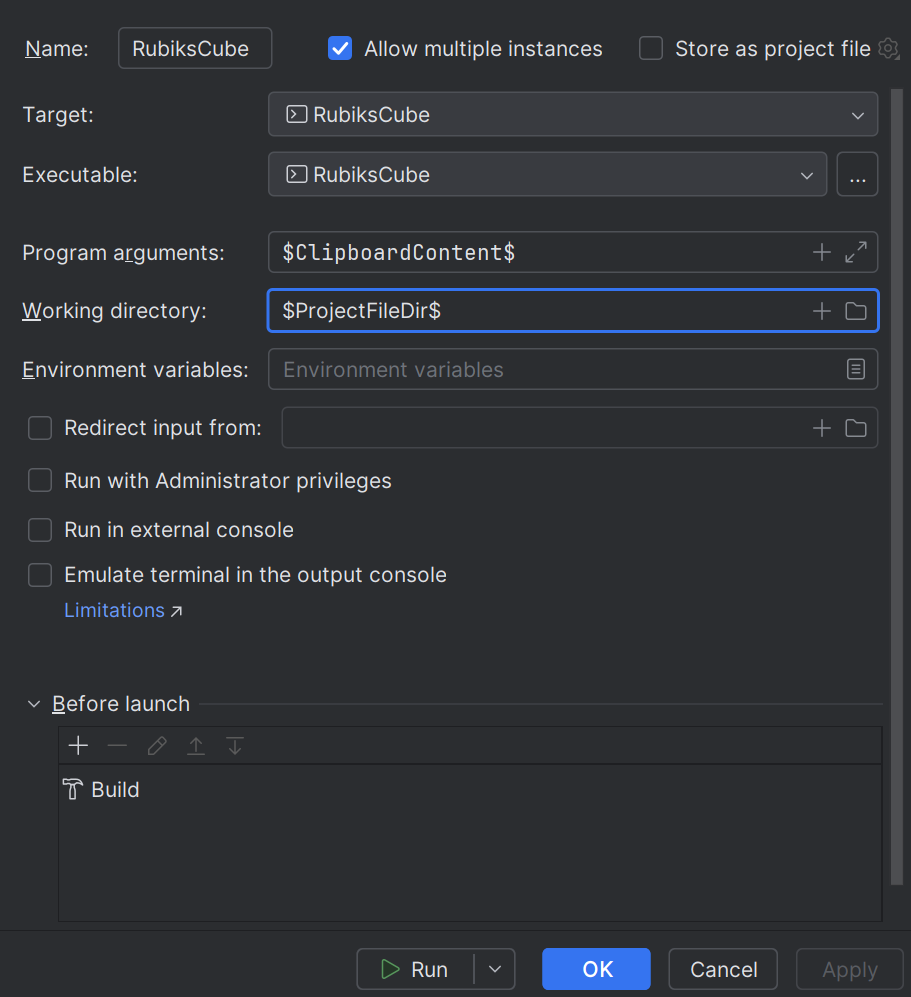 Name: RubiksCube Allow multiple instances Store as project file
Target: RubiksCube
Executable: RubiksCube ...
Program arguments: $ClipboardContent$
Working directory: $ProjectFileDir$
Environment variables: Environment variables
Redirect input from:
Run with Administrator privileges
Run in external console
Emulate terminal in the output console
Limitations ↗
Before launch
Build
Run OK Cancel Apply